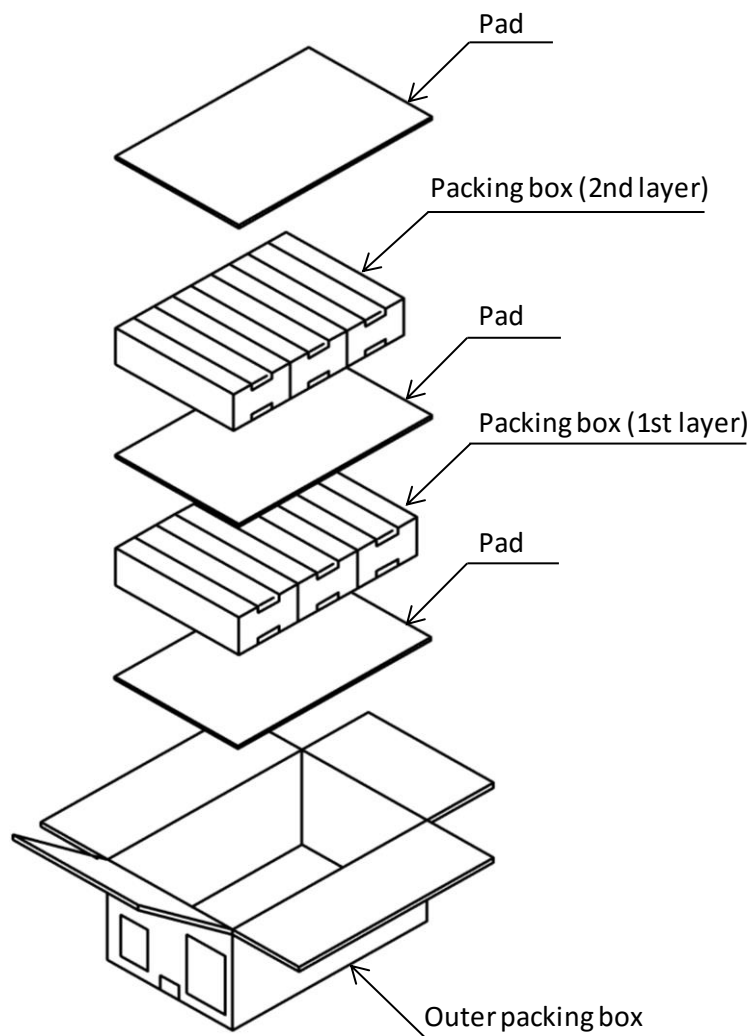 Pad
Packing box (2nd layer)
Pad
Packing box (1st layer)
Pad
Outer packing box